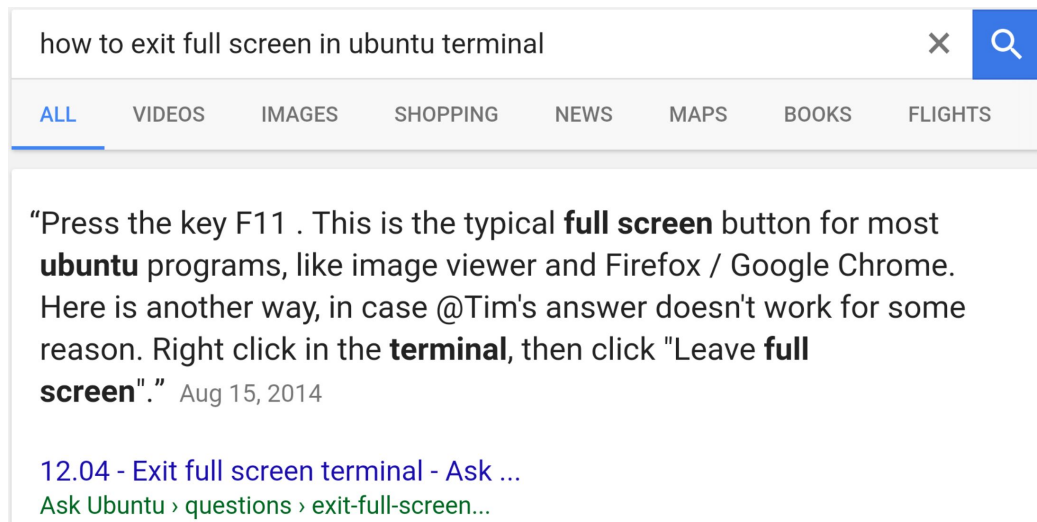 how to exit full screen in ubuntu terminal
ALL VIDEOS IMAGES SHOPPING NEWS MAPS BOOKS FLIGHTS
“Press the key F11 . This is the typical full screen button for most
ubuntu programs, like image viewer and Firefox / Google Chrome.
Here is another way, in case @Tim's answer doesn't work for some
reason. Right click in the terminal, then click "Leave full
screen".” Aug 15, 2014
12.04 - Exit full screen terminal - Ask ...
Ask Ubuntu › questions › exit-full-screen...